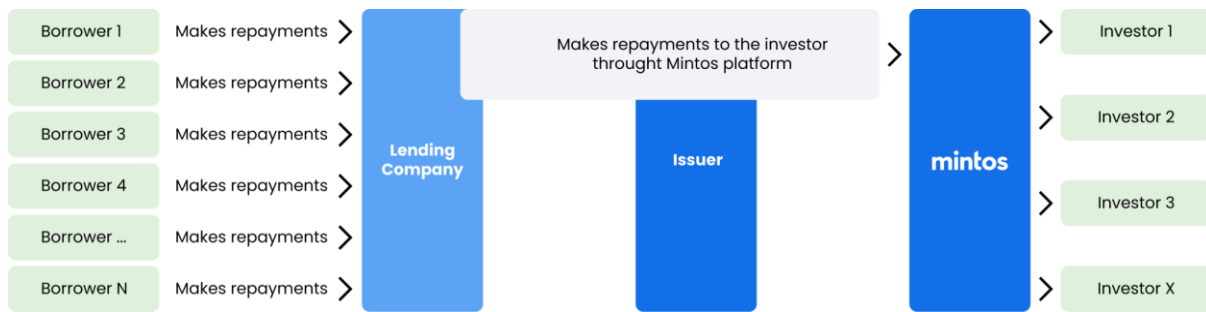 Borrower 1 Makes repayments
Makes repayments to the investor
throught Mintos platform
Investor 1
Borrower 2 Makes repayments
Investor 2
Borrower 3 Makes repayments
Lending
Company
Issuer
mintos
Borrower 4 Makes repayments
Investor 3
Borrower ... Makes repayments
Borrower N Makes repayments
Investor X